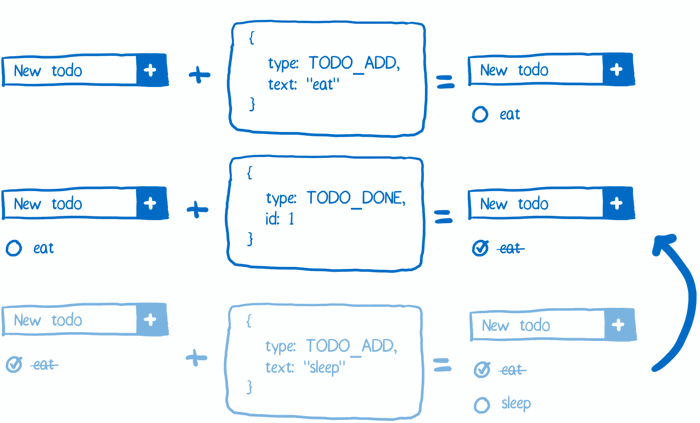 New todo +
+
{
type: TODO_ADD,
text: "eat"
}
=
New todo +
eat
New todo +
eat
+
{
type: TODO_DONE,
id: 1
}
=
New todo +
eat
New todo +
eat
+
{
type: TODO_ADD,
text: "sleep"
}
=
New todo +
eat
sleep